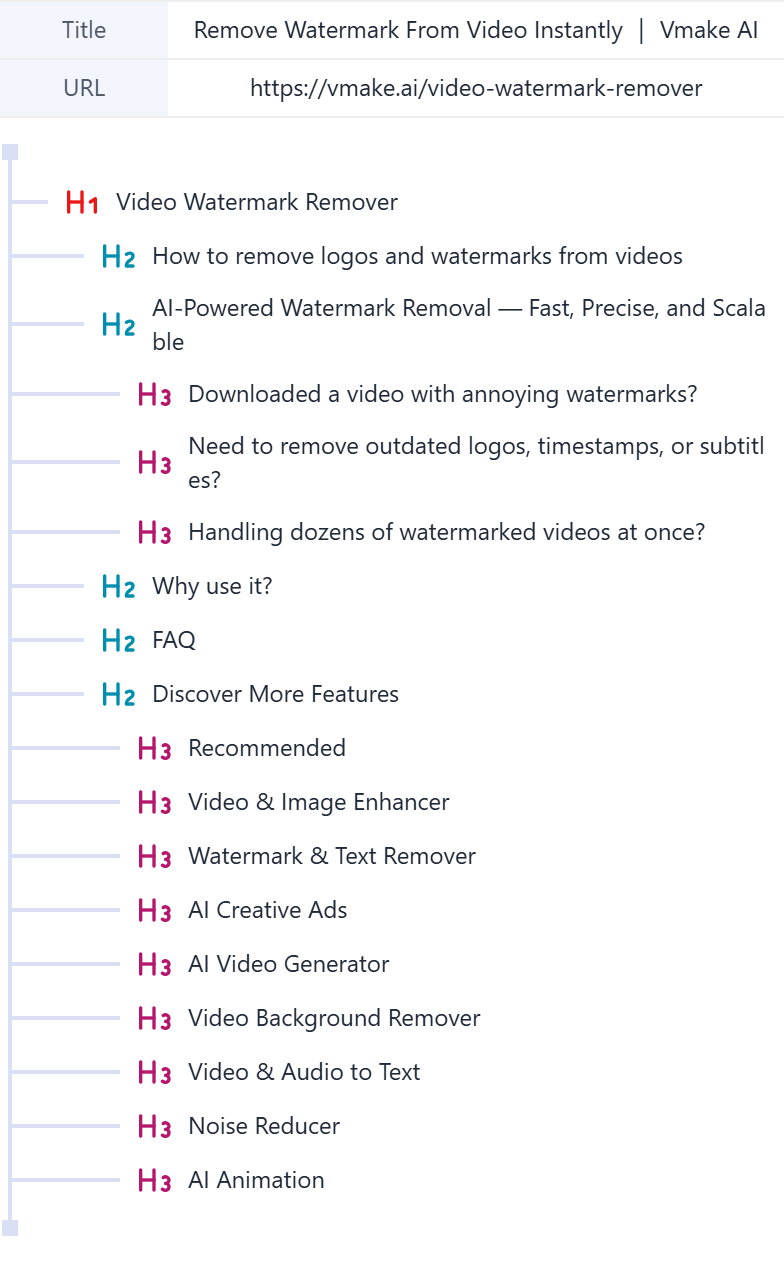 Title
Remove Watermark From Video Instantly | Vmake AI
URL
https://vmake.ai/video-watermark-remover
H1 Video Watermark Remover
H2 How to remove logos and watermarks from videos
H2 AI-Powered Watermark Removal — Fast, Precise, and Scala
ble
H3 Downloaded a video with annoying watermarks?
H3 Need to remove outdated logos, timestamps, or subtitl
es?
H3 Handling dozens of watermarked videos at once?
H2 Why use it?
H2 FAQ
H2 Discover More Features
H3 Recommended
H3 Video & Image Enhancer
H3 Watermark & Text Remover
H3 AI Creative Ads
H3 AI Video Generator
H3 Video Background Remover
H3 Video & Audio to Text
H3 Noise Reducer
H3 AI Animation